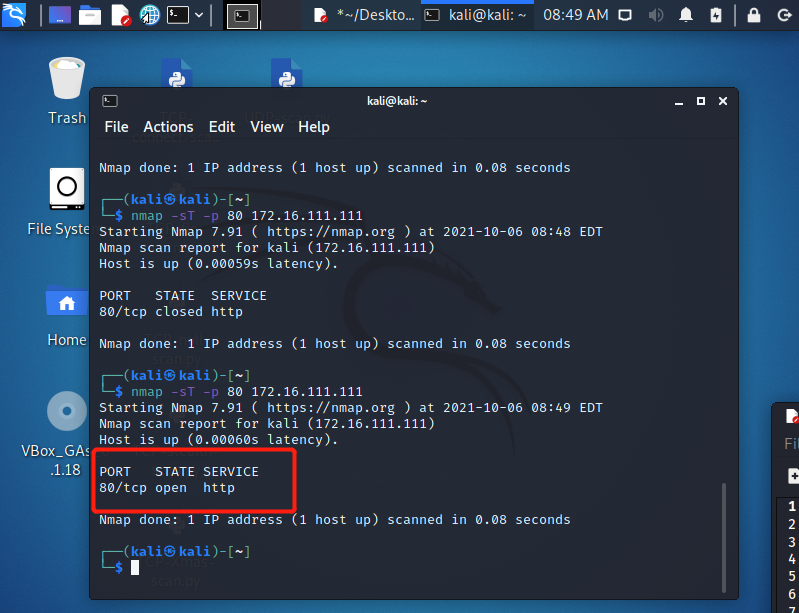 *~/Deskto...
kali@kali: ~
08:49 AM
Trash
File Syste
Home
VBox_GAs
.1.18
kali@kali: ~
File Actions Edit View Help
Nmap done: 1 IP address (1 host up) scanned in 0.08 seconds
┌──(kali㉿kali)-[~]
└─$ nmap -sT -p 80 172.16.111.111
Starting Nmap 7.91 ( https://nmap.org ) at 2021-10-06 08:48 EDT
Nmap scan report for kali (172.16.111.111)
Host is up (0.00059s latency).
PORT   STATE  SERVICE
80/tcp closed http
Nmap done: 1 IP address (1 host up) scanned in 0.08 seconds
┌──(kali㉿kali)-[~]
└─$ nmap -sT -p 80 172.16.111.111
Starting Nmap 7.91 ( https://nmap.org ) at 2021-10-06 08:49 EDT
Nmap scan report for kali (172.16.111.111)
Host is up (0.00060s latency).
PORT   STATE SERVICE
80/tcp open  http
Nmap done: 1 IP address (1 host up) scanned in 0.08 seconds
┌──(kali㉿kali)-[~]
└─$
scan.py
Fil
1
2
3
4
5
6
7